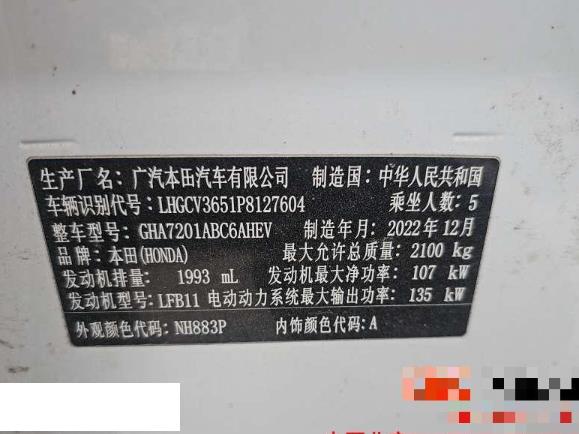 生产厂名：广汽本田汽车有限公司 制造国：中华人民共和国
车辆识别代号：LHGCV3651P8127604 乘坐人数：5
整车型号 GHA7201ABC6AHEV 制造年月：2022年12月
品牌：本田(HONDA) 最大允许总质量：2100 kg
发动机排量： 1993 mL 发动机最大净功率：107 kW
发动机型号：LFB11 电动动力系统最大输出功率：135 kW
外观颜色代码：NH883P 内饰颜色代码：A